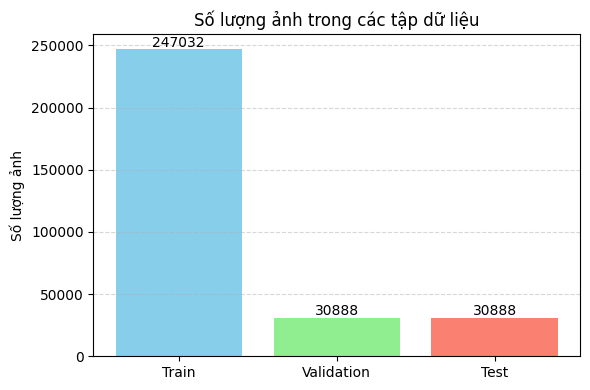 Số lượng ảnh trong các tập dữ liệu
Số lượng ảnh
250000
200000
150000
100000
50000
0
247032
30888
30888
Train
Validation
Test